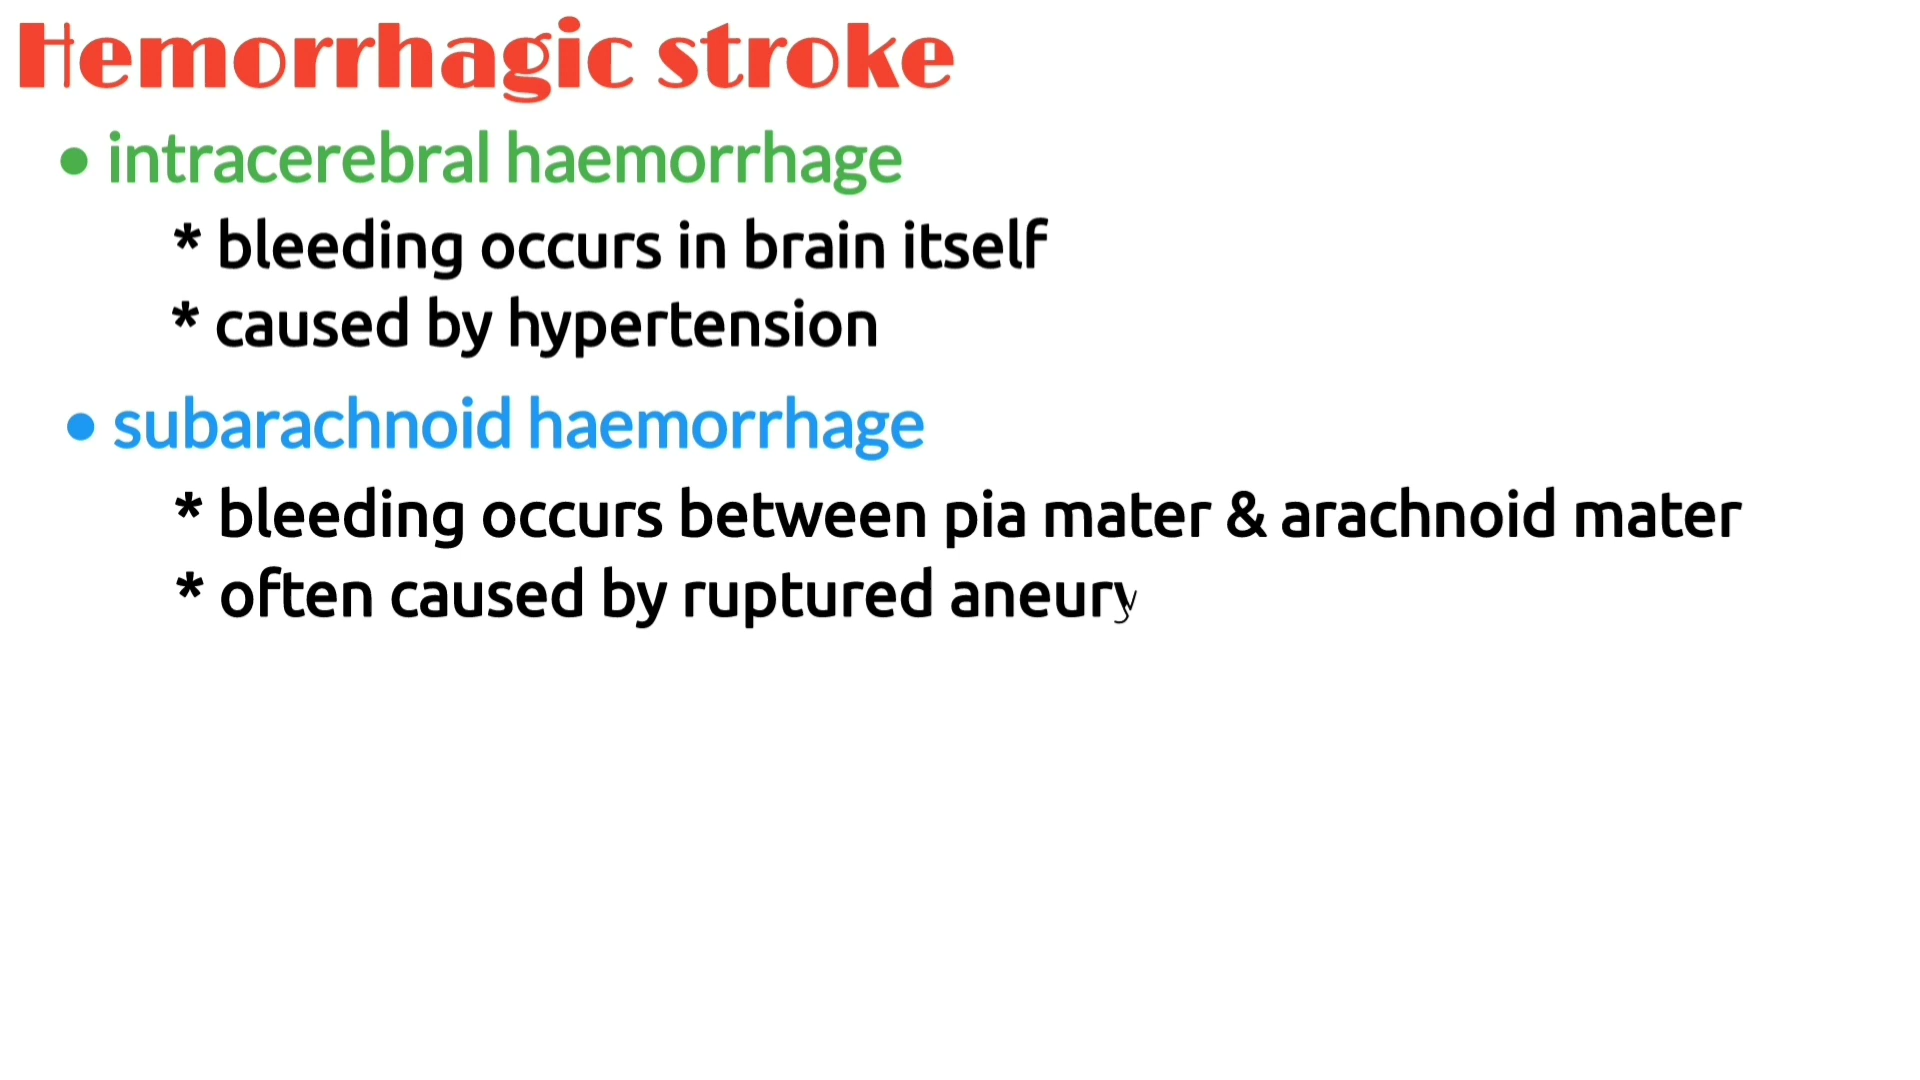 Hemorrhagic stroke
• intracerebral haemorrhage
* bleeding occurs in brain itself
* caused by hypertension
• subarachnoid haemorrhage
* bleeding occurs between pia mater & arachnoid mater
* often caused by ruptured aneury